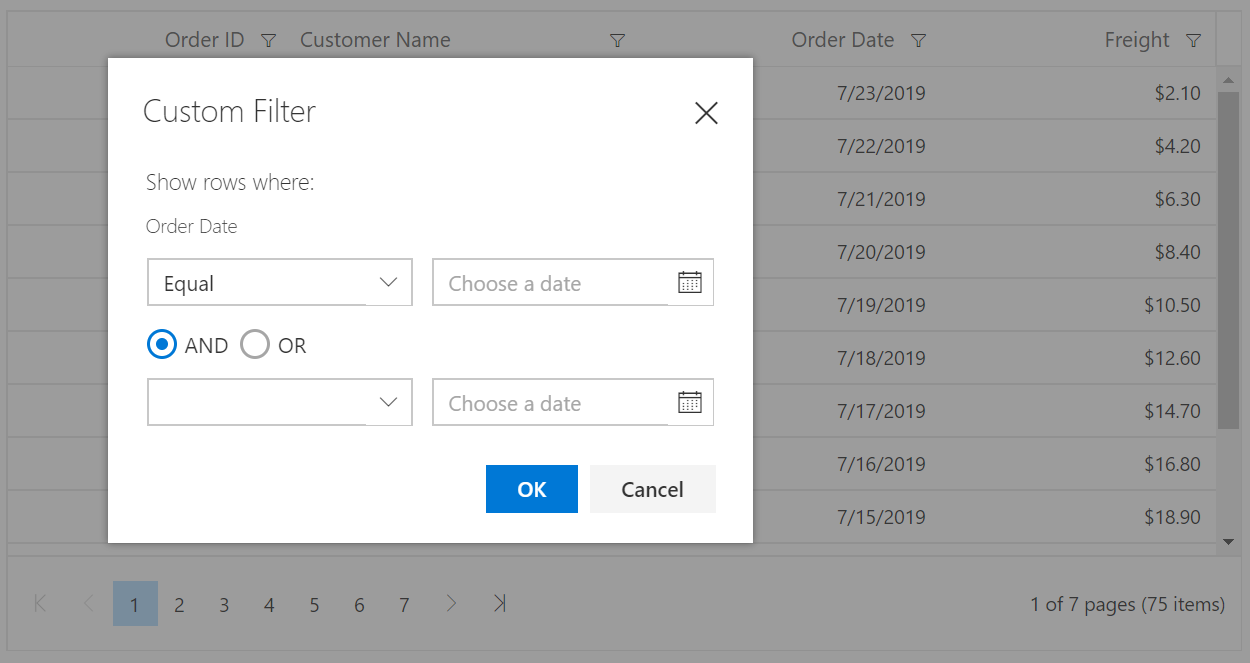 Order ID Customer Name Order Date Freight
Custom Filter
Show rows where:
Order Date
Equal Choose a date
AND OR
Choose a date
OK Cancel
7/23/2019 $2.10
7/22/2019 $4.20
7/21/2019 $6.30
7/20/2019 $8.40
7/19/2019 $10.50
7/18/2019 $12.60
7/17/2019 $14.70
7/16/2019 $16.80
7/15/2019 $18.90
1 2 3 4 5 6 7 1 of 7 pages (75 items)